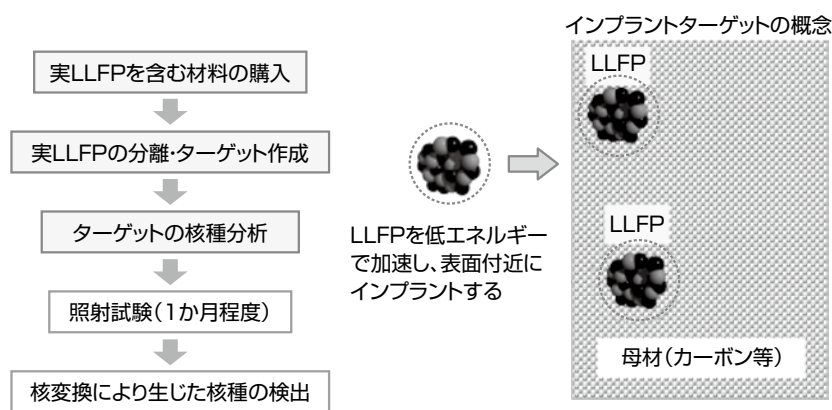 実LLFPを含む材料の購入
実LLFPの分離・ターゲット作成
ターゲットの核種分析
照射試験(1か月程度)
核変換により生じた核種の検出
LLFPを低エネルギー
で加速し、表面付近に
インプラントする
インプラントターゲットの概念
LLFP
LLFP
母材(カーボン等)